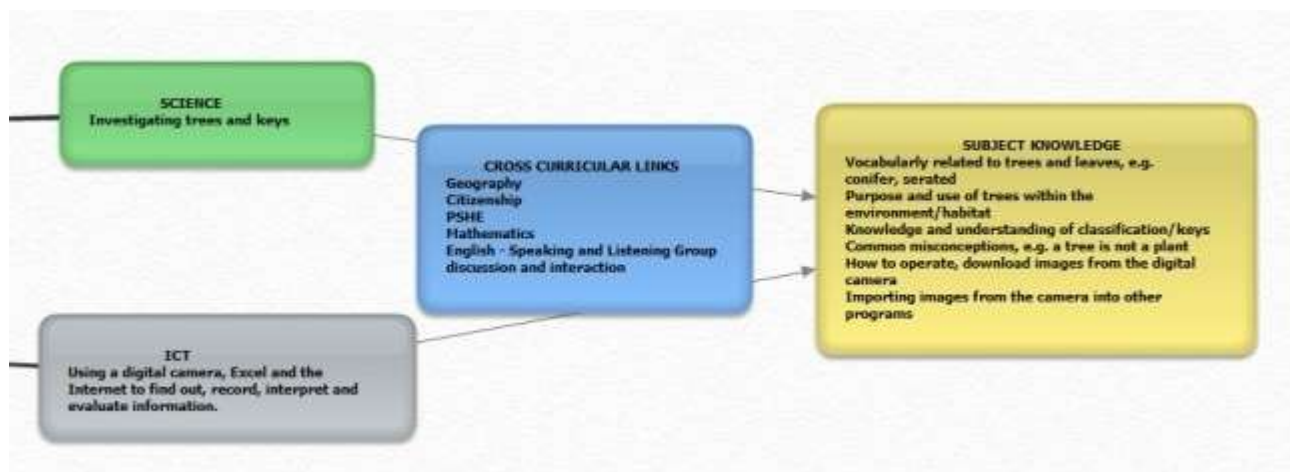 SCIENCE
Investigating trees and keys
CROSS CURRICULAR LINKS
Geography
Citizenship
PSHE
Mathematics
English - Speaking and Listening Group
discussion and interaction
SUBJECT KNOWLEDGE
Vocabularly related to trees and leaves, e.g.
conifer, serated
Purpose and use of trees within the
environment/habitat
Knowledge and understanding of classification/keys
Common misconceptions, e.g. a tree is not a plant
How to operate, download images from the digital
camera
Importing images from the camera into other
programs
ICT
Using a digital camera, Excel and the
Internet to find out, record, interpret and
evaluate information.